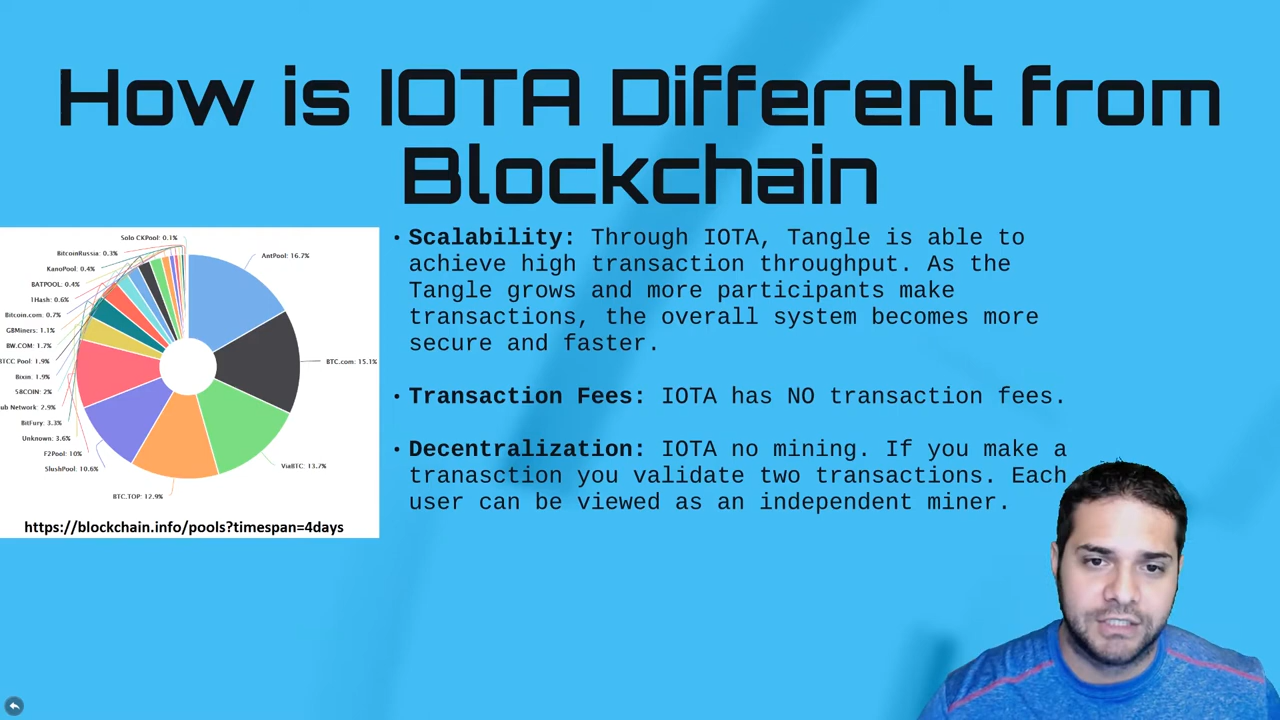 How is IOTA Different from
Blockchain
Solo CKPool: 0.1%
BitcoinRussia: 0.3%
KanoPool: 0.4%
BATPOOL: 0.4%
1Hash: 0.6%
Bitcoin.com: 0.7%
GBMiners: 1.1%
BW.COM: 1.7%
BTCC Pool: 1.9%
Bixin: 1.9%
58COIN: 2%
ub Network: 2.9%
BitFury: 3.3%
Unknown: 3.6%
F2Pool: 10%
SlushPool: 10.6%
BTC.TOP: 12.9%
ViaBTC: 13.7%
BTC.com: 15.1%
AntPool: 16.7%
https://blockchain.info/pools?timespan=4days
• Scalability: Through IOTA, Tangle is able to
achieve high transaction throughput. As the
Tangle grows and more participants make
transactions, the overall system becomes more
secure and faster.
• Transaction Fees: IOTA has NO transaction fees.
• Decentralization: IOTA no mining. If you make a
tranasction you validate two transactions. Each
user can be viewed as an independent miner.